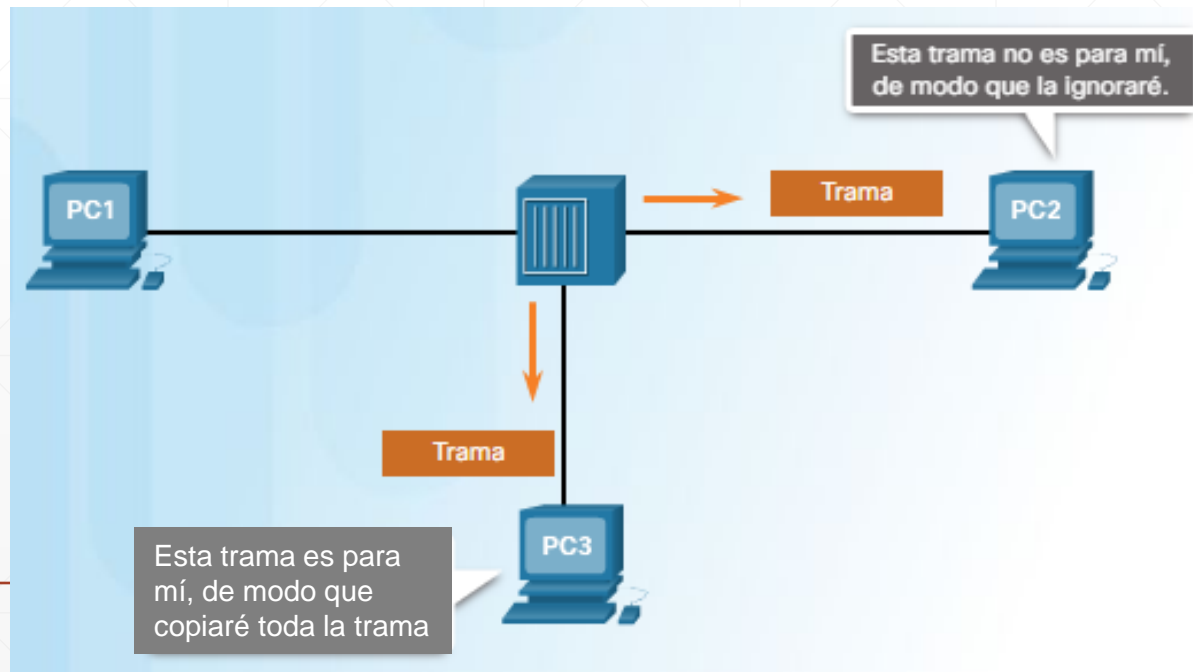 Esta trama no es para mí,
de modo que la ignoraré.
PC1
Trama
PC2
Trama
PC3
Esta trama es para
mí, de modo que
copiaré toda la trama